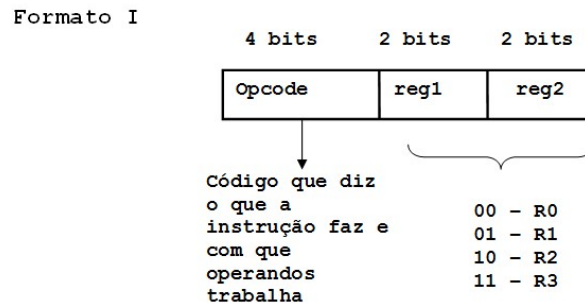 Formato I
4 bits 2 bits 2 bits
Opcode reg1 reg2
Código que diz
o que a
instrução faz e
com que
operandos
trabalha
00 – R0
01 – R1
10 – R2
11 – R3